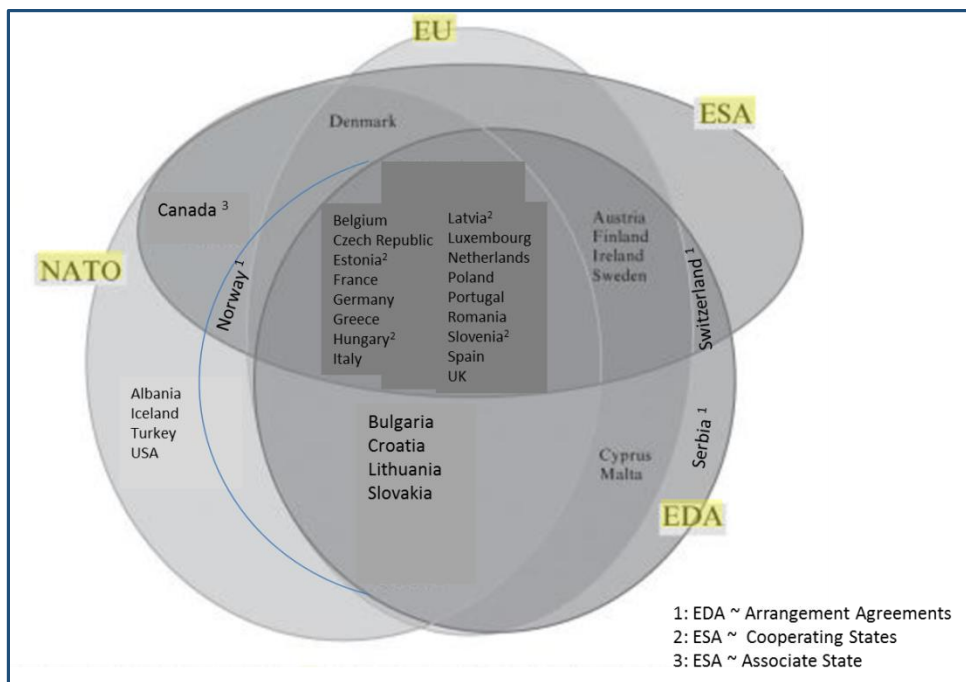 EU
ESA
Denmark
Canada ³
NATO
Norway ¹
Belgium
Czech Republic
Estonia²
France
Germany
Greece
Hungary²
Italy
Latvia²
Luxembourg
Netherlands
Poland
Portugal
Romania
Slovenia²
Spain
UK
Austria
Finland
Ireland
Sweden
Switzerland ¹
Albania
Iceland
Turkey
USA
Bulgaria
Croatia
Lithuania
Slovakia
Cyprus
Malta
Serbia ¹
EDA
1: EDA ~ Arrangement Agreements
2: ESA ~ Cooperating States
3: ESA ~ Associate State